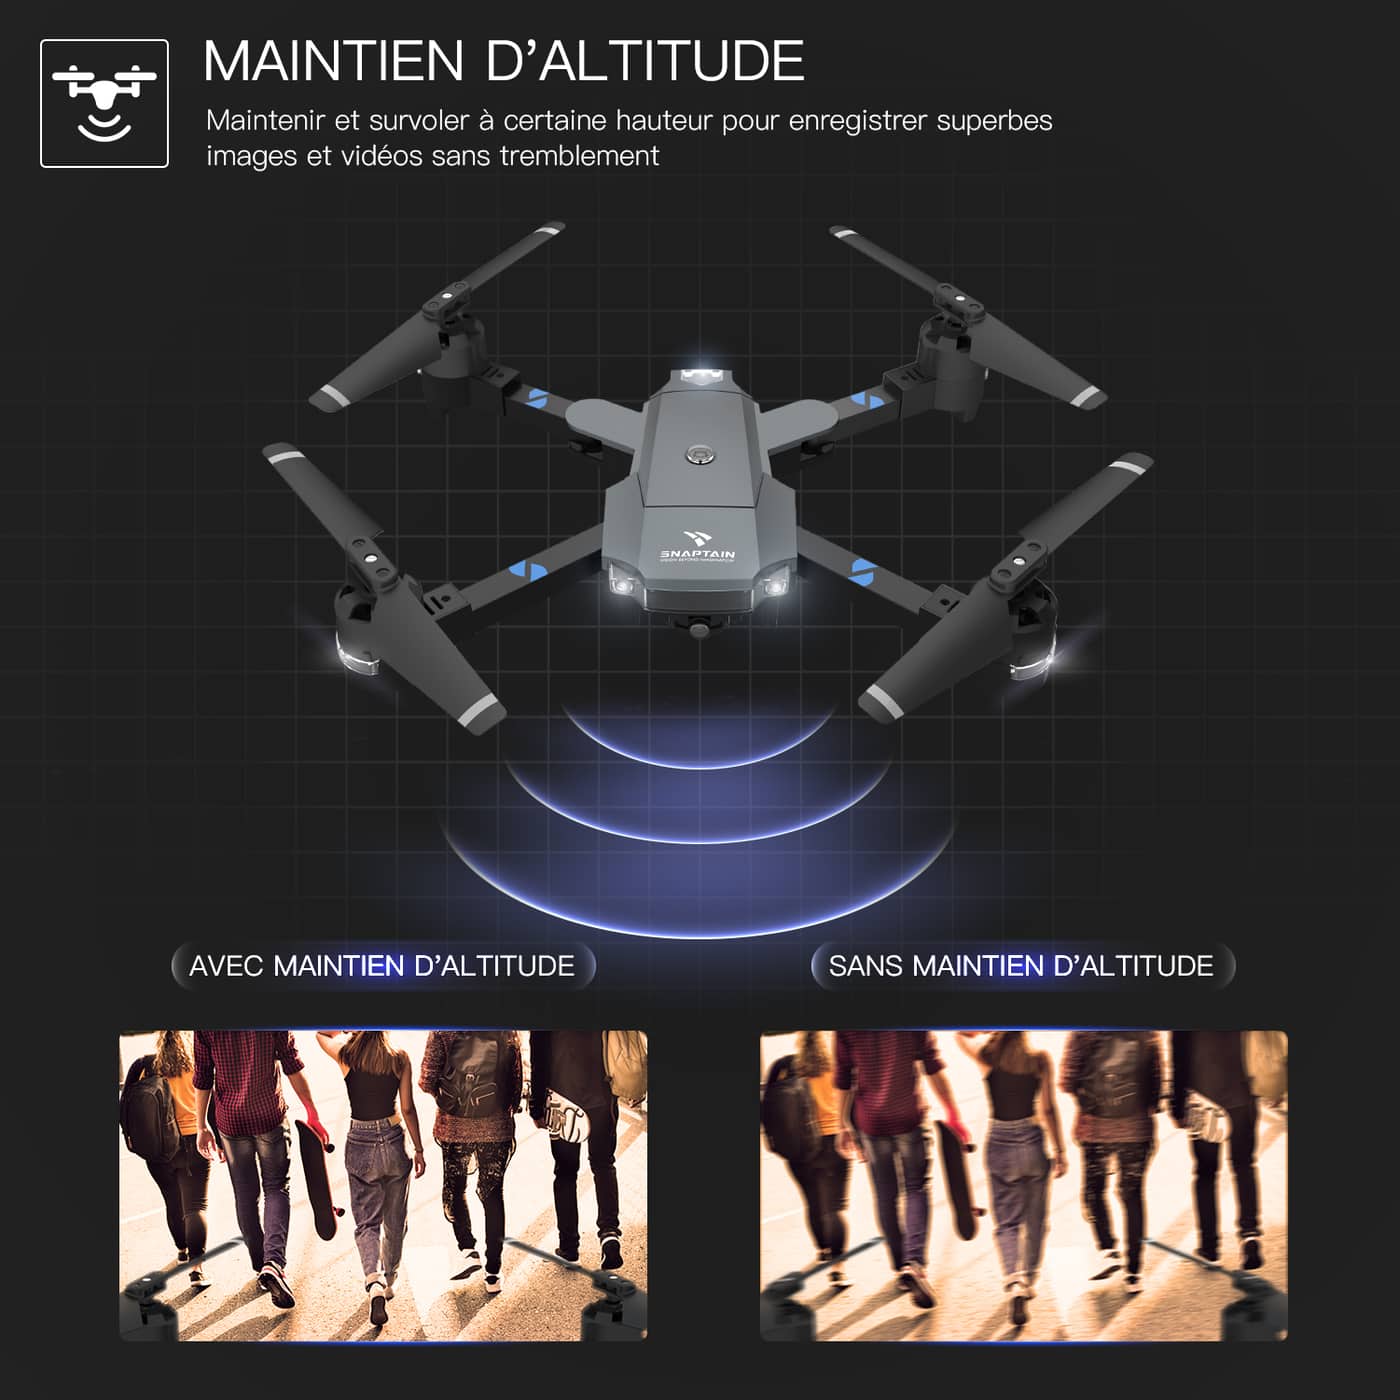 MAINTIEN D’ALTITUDE
Maintenir et survoler à certaine hauteur pour enregistrer superbes
images et vidéos sans tremblement
SNAPTAIN
AVEC MAINTIEN D’ALTITUDE
SANS MAINTIEN D’ALTITUDE